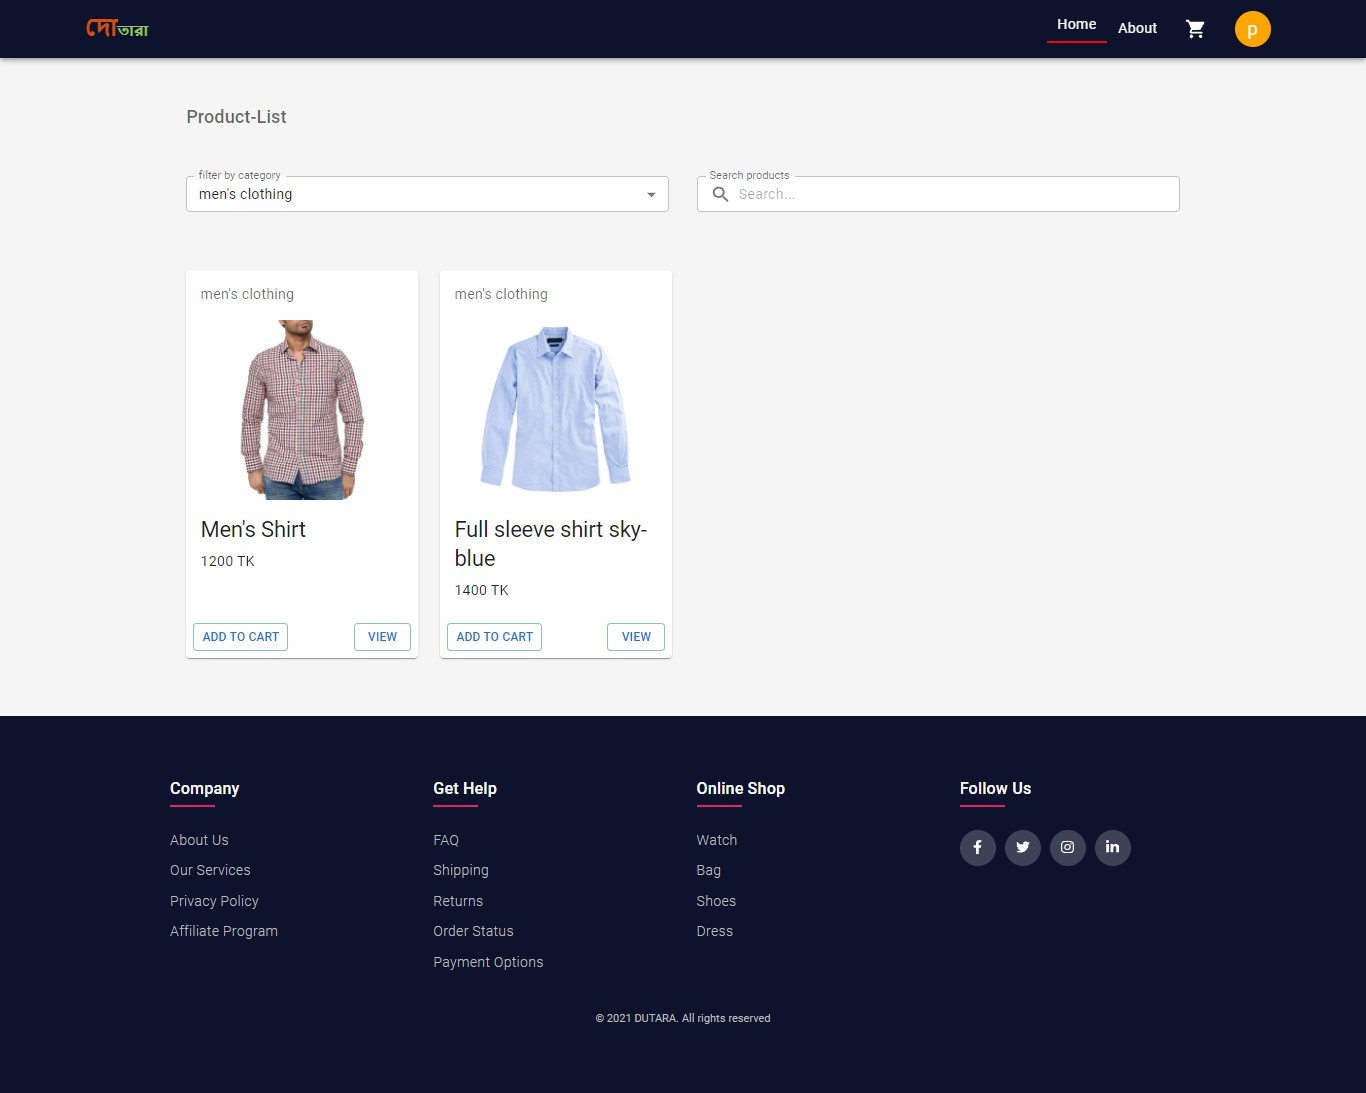 দোতারা
Home
About
p
Product-List
filter by category
men's clothing
Search products
Search...
men's clothing
Men's Shirt
1200 TK
ADD TO CART
VIEW
men's clothing
Full sleeve shirt sky-
blue
1400 TK
ADD TO CART
VIEW
Company
About Us
Our Services
Privacy Policy
Affiliate Program
Get Help
FAQ
Shipping
Returns
Order Status
Payment Options
Online Shop
Watch
Bag
Shoes
Dress
Follow Us
© 2021 DUTARA. All rights reserved